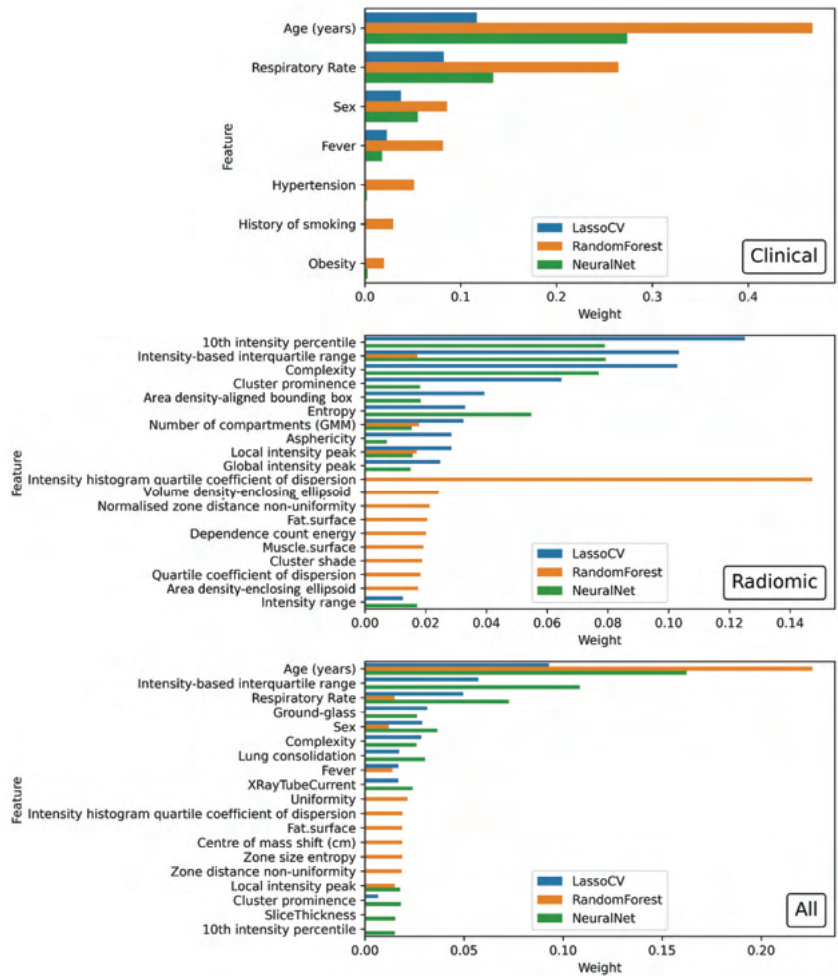 Feature
Age (years)
Respiratory Rate
Sex
Fever
Hypertension
History of smoking
Obesity
LassoCV
RandomForest
NeuralNet
Clinical
0.0 0.1 0.2 0.3 0.4
Weight
Feature
10th intensity percentile
Intensity-based interquartile range
Complexity
Cluster prominence
Area density-aligned bounding box
Entropy
Number of compartments (GMM)
Asphericity
Local intensity peak
Global intensity peak
Intensity histogram quartile coefficient of dispersion
Volume density-enclosing ellipsoid
Normalised zone distance non-uniformity
Fat.surface
Dependence count energy
Muscle.surface
Cluster shade
Quartile coefficient of dispersion
Area density-enclosing ellipsoid
Intensity range
LassoCV
RandomForest
NeuralNet
Radiomic
0.00 0.02 0.04 0.06 0.08 0.10 0.12 0.14
Weight
Feature
Age (years)
Intensity-based interquartile range
Respiratory Rate
Ground-glass
Sex
Complexity
Lung consolidation
Fever
XRayTubeCurrent
Uniformity
Intensity histogram quartile coefficient of dispersion
Fat.surface
Centre of mass shift (cm)
Zone size entropy
Zone distance non-uniformity
Local intensity peak
Cluster prominence
SliceThickness
10th intensity percentile
LassoCV
RandomForest
NeuralNet
All
0.00 0.05 0.10 0.15 0.20
Weight